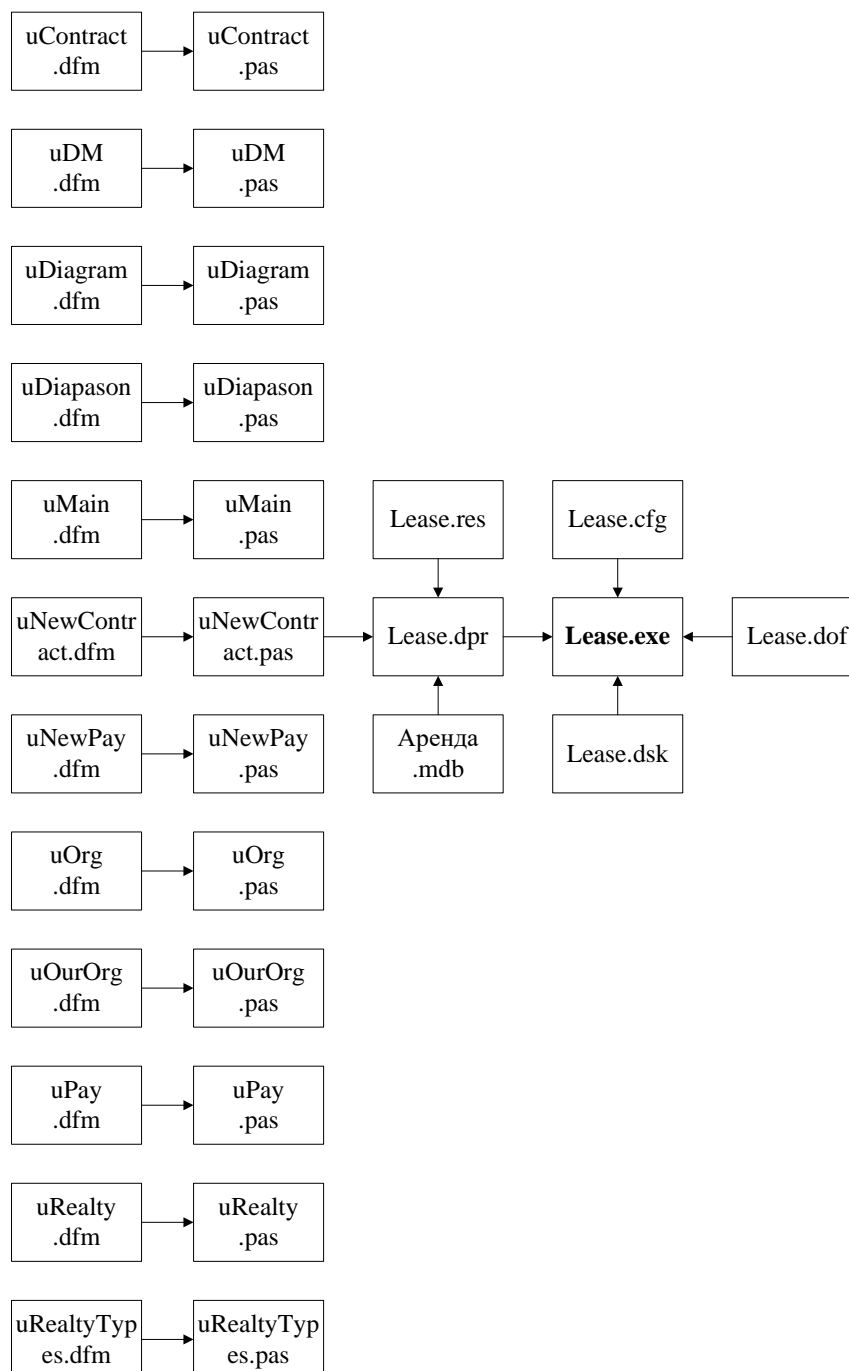 uContract
.dfm
uContract
.pas
uDM
.dfm
uDM
.pas
uDiagram
.dfm
uDiagram
.pas
uDiapason
.dfm
uDiapason
.pas
uMain
.dfm
uMain
.pas
Lease.res
Lease.cfg
uNewContr
act.dfm
uNewContr
act.pas
Lease.dpr
Lease.exe
Lease.dof
uNewPay
.dfm
uNewPay
.pas
Аренда
.mdb
Lease.dsk
uOrg
.dfm
uOrg
.pas
uOurOrg
.dfm
uOurOrg
.pas
uPay
.dfm
uPay
.pas
uRealty
.dfm
uRealty
.pas
uRealtyTyp
es.dfm
uRealtyTyp
es.pas